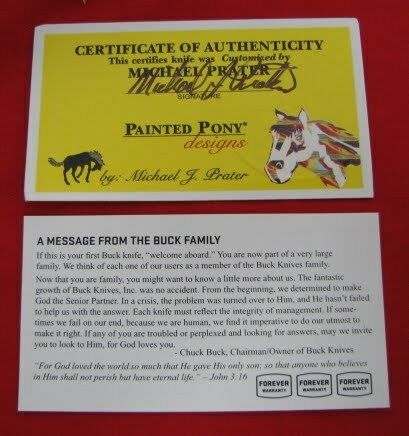 CERTIFICATE OF AUTHENTICITY
This certifies knife was Customized by
MICHAEL PRATER
Michael J. Prater
SIGNATURE
PAINTED PONY®
designs
by: Michael J. Prater
A MESSAGE FROM THE BUCK FAMILY
If this is your first Buck knife, "welcome aboard." You are now part of a very large
family. We think of each one of our users as a member of the Buck Knives family.
Now that you are family, you might want to know a little more about us. The fantastic
growth of Buck Knives, Inc. was no accident. From the beginning, we determined to make
God the Senior Partner. In a crisis, the problem was turned over to Him, and He hasn't failed
to help us with the answer. Each knife must reflect the integrity of management. If some-
times we fail on our end, because we are human, we find it imperative to do our utmost to
make it right. If any of you are troubled or perplexed and looking for answers, may we invite
you to look to Him, for God loves you.
- Chuck Buck, Chairman/Owner of Buck Knives
"For God loved the world so much that He gave His only son; so that anyone who believes
in Him shall not perish but have eternal life." – John 3:16
FOREVER WARRANTY FOREVER WARRANTY FOREVER WARRANTY